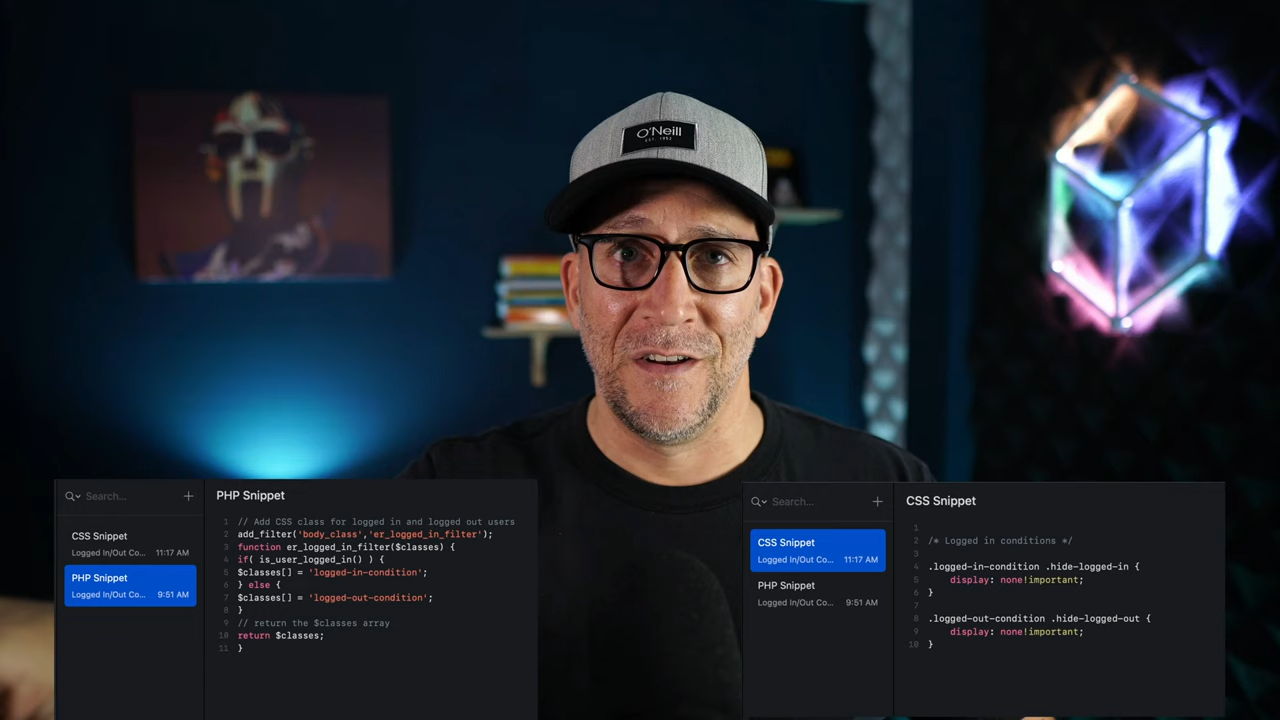 O'Neill
EST. 1952
Search...
PHP Snippet
CSS Snippet
Logged In/Out Co... 11:17 AM
PHP Snippet
Logged In/Out Co... 9:51 AM
1 // Add CSS class for logged in and logged out users
2 add_filter('body_class','er_logged_in_filter');
3 function er_logged_in_filter($classes) {
4 if( is_user_logged_in() ) {
5 $classes[] = 'logged-in-condition';
6 } else {
7 $classes[] = 'logged-out-condition';
8 }
9 // return the $classes array
10 return $classes;
11 }
Search...
CSS Snippet
CSS Snippet
Logged In/Out Co... 11:17 AM
PHP Snippet
Logged In/Out Co... 9:51 AM
1
2 /* Logged in conditions */
3
4 .logged-in-condition .hide-logged-in {
5 display: none!important;
6 }
7
8 .logged-out-condition .hide-logged-out {
9 display: none!important;
10 }